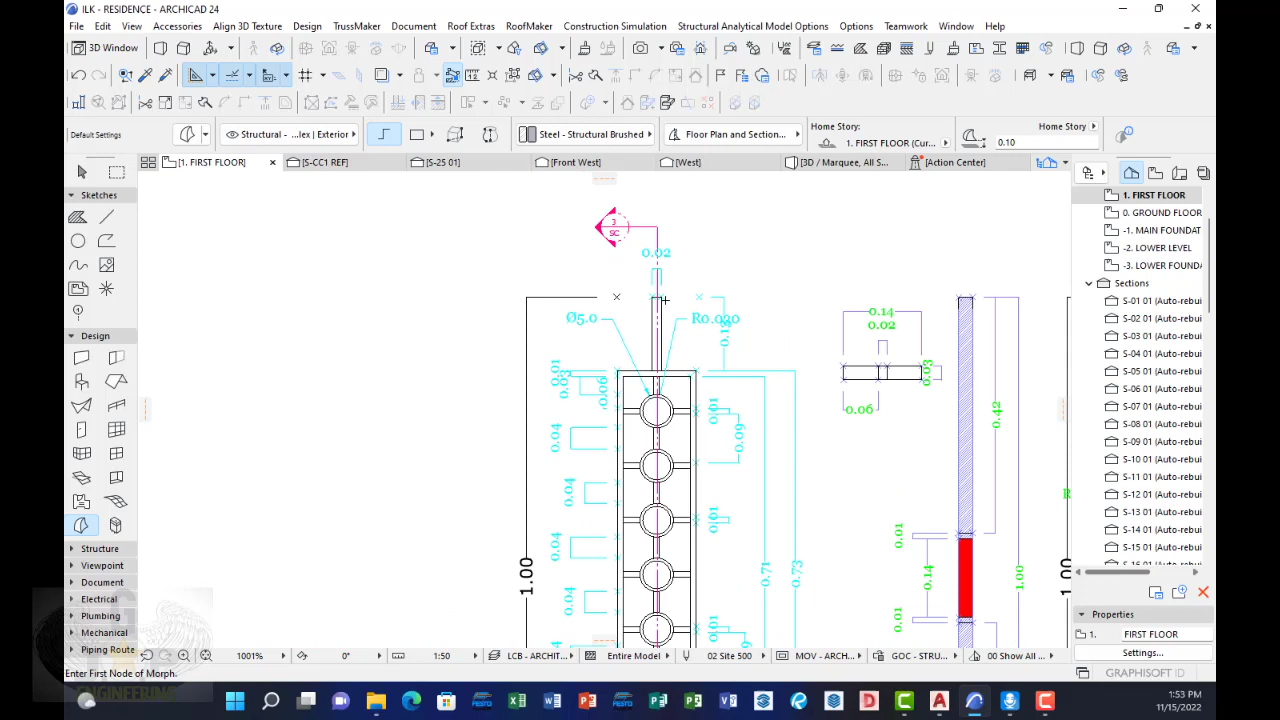 ILK - RESIDENCE - ARCHICAD 24
File Edit View Accessories Align 3D Texture Design TrussMaker Document Roof Extras RoofMaker Construction Simulation Structural Analytical Model Options Options Teamwork Window Help
3D Window
Default Settings
Structural - ...lex | Exterior
Steel - Structural Brushed
Floor Plan and Section...
Home Story:
1. FIRST FLOOR (Cur...
Home Story:
0.10
[1. FIRST FLOOR]
[S-CC1 REF]
[S-25 01]
[Front West]
[West]
[3D / Marquee, All S...
[Action Center]
Sketches
Design
Structure
Viewpoint
Document
Electrical
Plumbing
Mechanical
Piping Route
3
SC
0.02
Ø5.0
R0.020
0.01
0.03
0.06
0.04
0.04
0.04
0.04
0.01
0.09
0.01
0.01
0.71
0.73
1.00
0.14
0.02
0.03
0.06
0.42
0.01
0.14
0.01
1.00
1.00
1. FIRST FLOOR
0. GROUND FLOOR
-1. MAIN FOUNDAT
-2. LOWER LEVEL
-3. LOWER FOUNDA
Sections
S-01 01 (Auto-rebui
S-02 01 (Auto-rebui
S-03 01 (Auto-rebui
S-04 01 (Auto-rebui
S-05 01 (Auto-rebui
S-06 01 (Auto-rebui
S-07 01 (Auto-rebui
S-08 01 (Auto-rebui
S-09 01 (Auto-rebui
S-10 01 (Auto-rebui
S-11 01 (Auto-rebui
S-12 01 (Auto-rebui
S-13 01 (Auto-rebui
S-14 01 (Auto-rebui
S-15 01 (Auto-rebui
Properties
1. FIRST FLOOR
Settings...
1001% 0° 1:50
Entire Model
02 Site 500
MOV - ARCH...
GOC - STRU...
00 Show All ...
Enter First Node of Morph.
GRAPHISOFT ID
ENGINEERING
1:53 PM
11/15/2022